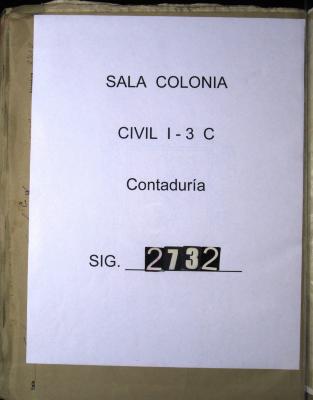 SALA COLONIA
CIVIL I - 3 C
Contaduría
SIG. 2732